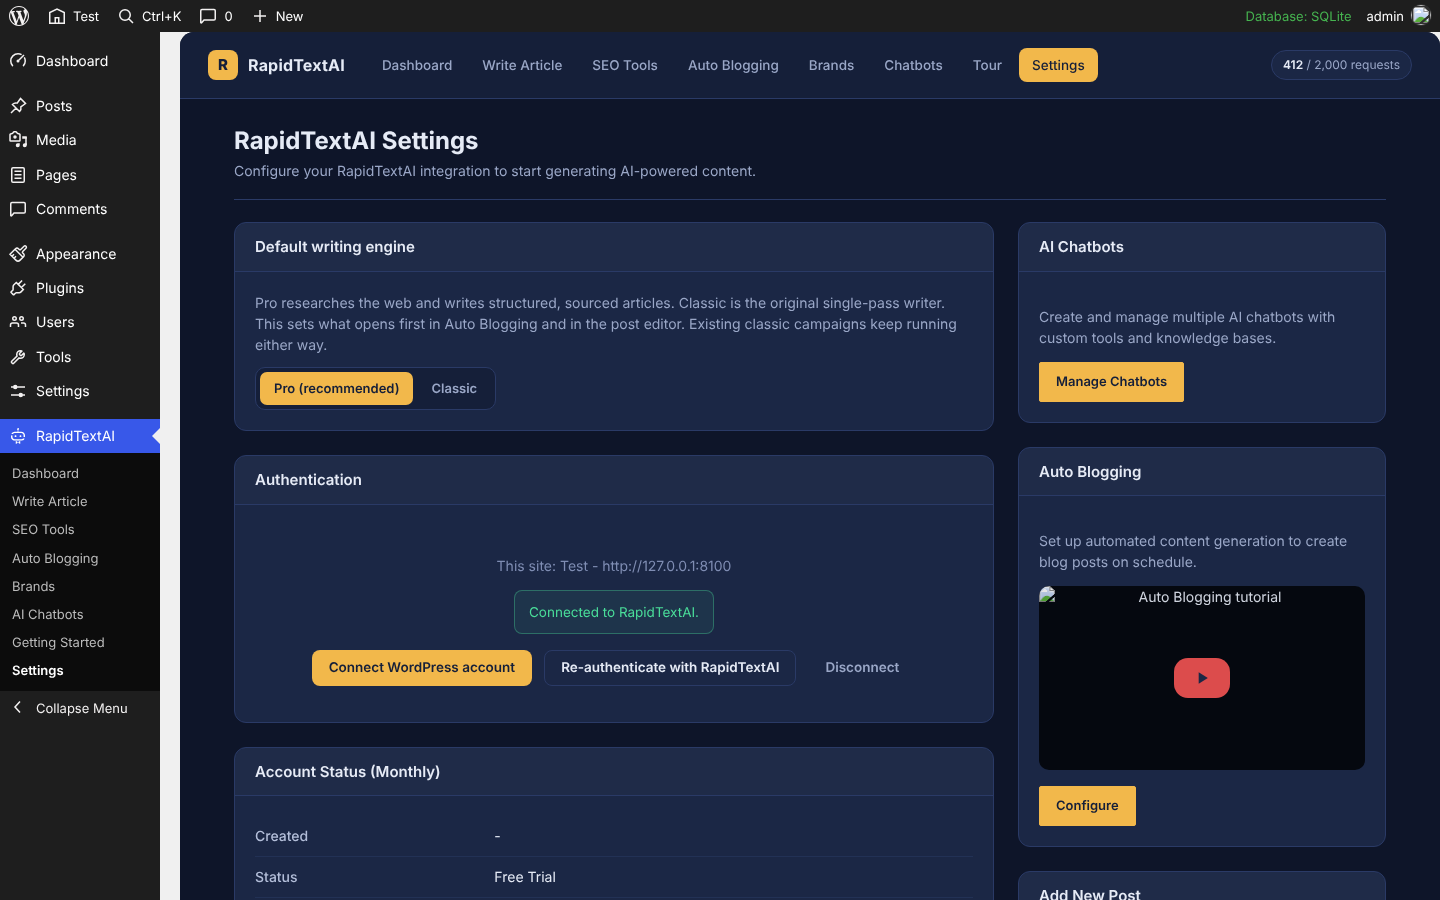 Test
Ctrl+K
0
New
Database: SQLite
admin
Dashboard
Posts
Media
Pages
Comments
Appearance
Plugins
Users
Tools
Settings
RapidTextAI
Dashboard
Write Article
SEO Tools
Auto Blogging
Brands
AI Chatbots
Getting Started
Settings
Collapse Menu
R RapidTextAI
Dashboard
Write Article
SEO Tools
Auto Blogging
Brands
Chatbots
Tour
Settings
412 / 2,000 requests
RapidTextAI Settings
Configure your RapidTextAI integration to start generating AI-powered content.
Default writing engine
Pro researches the web and writes structured, sourced articles. Classic is the original single-pass writer.
This sets what opens first in Auto Blogging and in the post editor. Existing classic campaigns keep running
either way.
Pro (recommended)
Classic
Authentication
This site: Test - http://127.0.0.1:8100
Connected to RapidTextAI.
Connect WordPress account
Re-authenticate with RapidTextAI
Disconnect
Account Status (Monthly)
Created -
Status Free Trial
AI Chatbots
Create and manage multiple AI chatbots with
custom tools and knowledge bases.
Manage Chatbots
Auto Blogging
Set up automated content generation to create
blog posts on schedule.
Auto Blogging tutorial
Configure
Add New Post